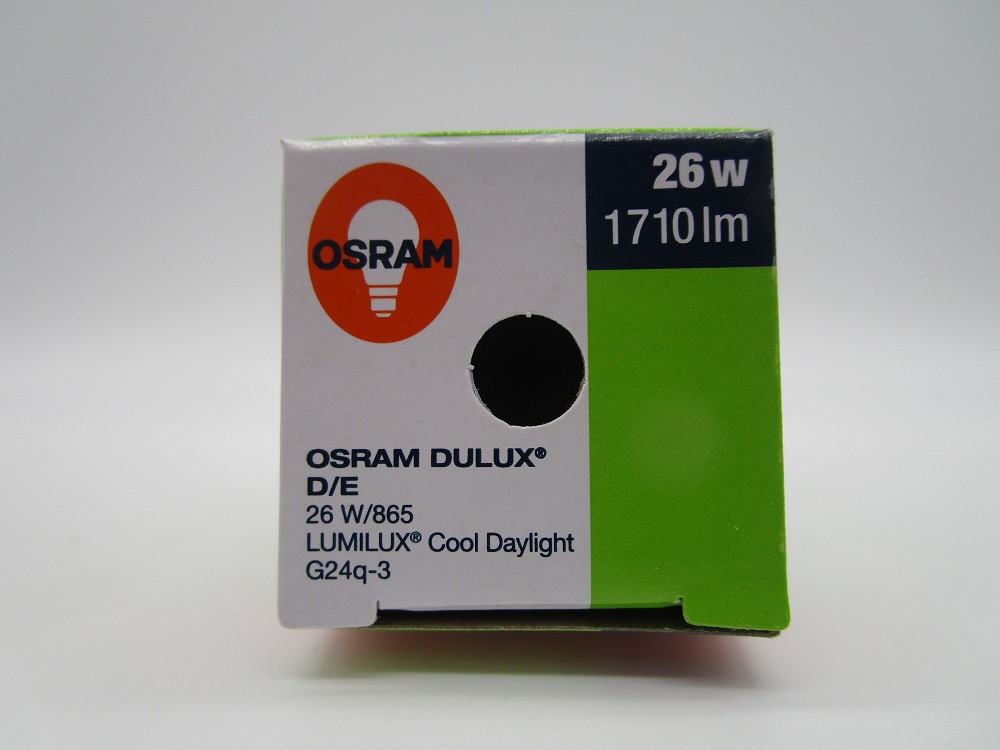 OSRAM
26 W
1710 lm
OSRAM DULUX®
D/E
26 W/865
LUMILUX® Cool Daylight
G24q-3